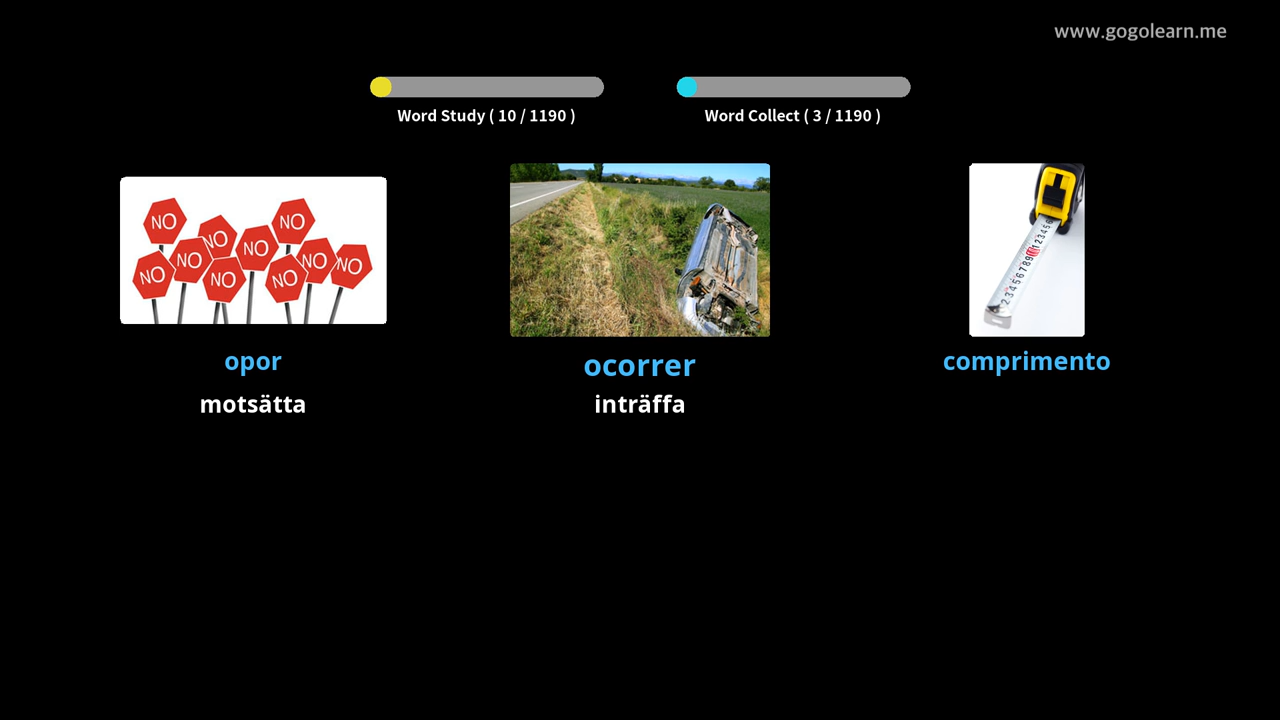 www.gogolearn.me
Word Study ( 10 / 1190 )
Word Collect ( 3 / 1190 )
NO NO NO NO NO NO NO NO NO NO
opor
ocorrer
comprimento
motsätta
inträffa